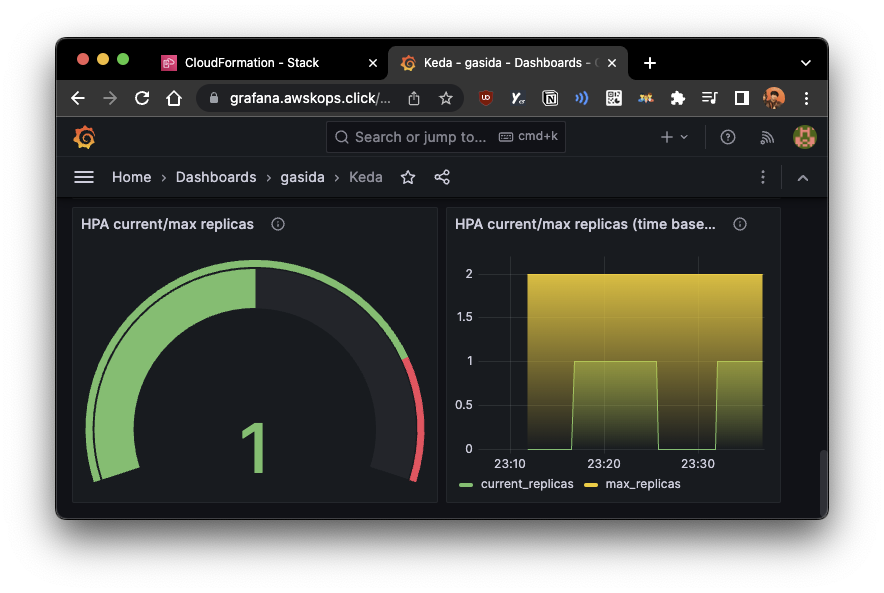 CloudFormation - Stack
Keda - gasida - Dashboards -
grafana.awskops.click/...
Search or jump to... cmd+k
Home › Dashboards › gasida › Keda
HPA current/max replicas
1
HPA current/max replicas (time base...
2
1.5
1
0.5
0
23:10 23:20 23:30
current_replicas max_replicas